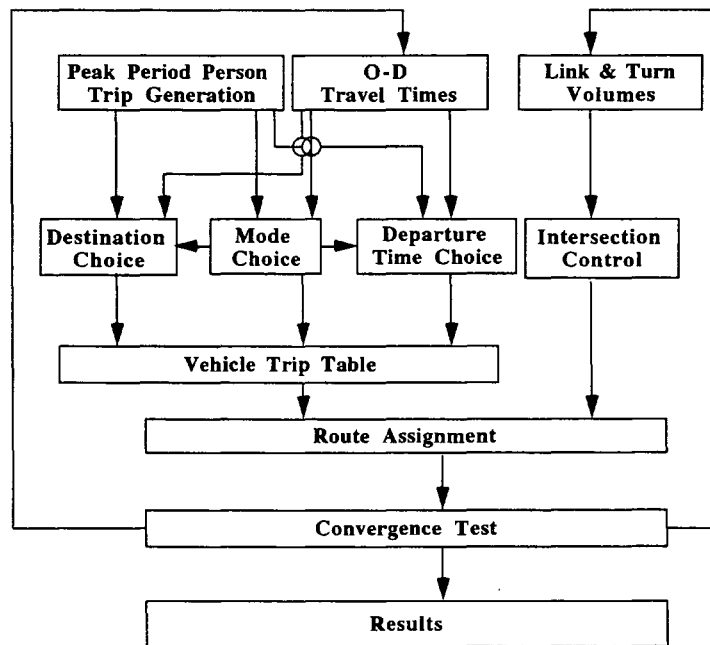 Peak Period Person
Trip Generation
O-D
Travel Times
Link & Turn
Volumes
Destination
Choice
Mode
Choice
Departure
Time Choice
Intersection
Control
Vehicle Trip Table
Route Assignment
Convergence Test
Results